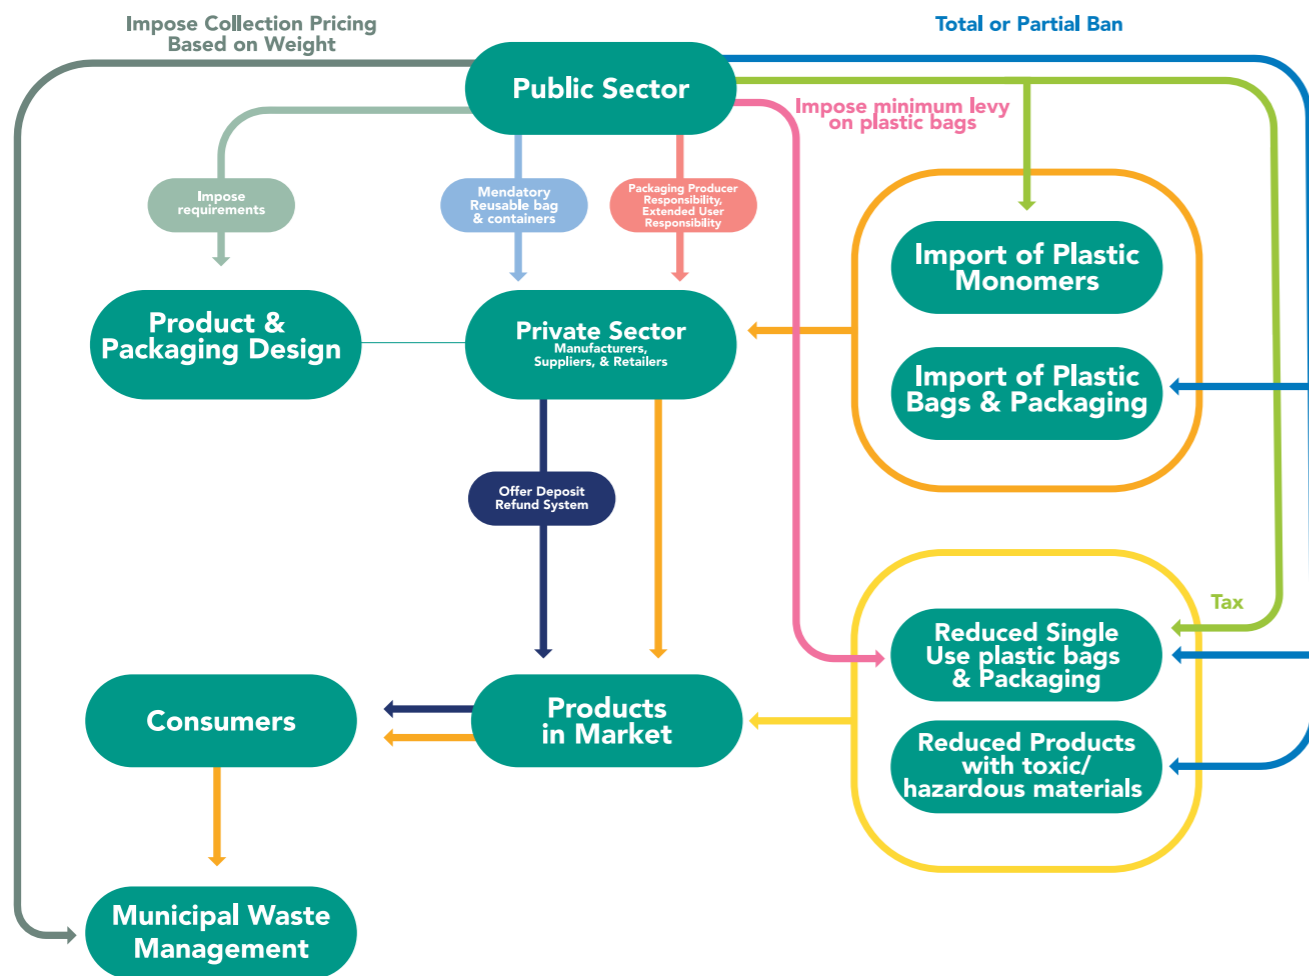 Impose Collection Pricing
Based on Weight
Total or Partial Ban
Public Sector
Impose minimum levy
on plastic bags
Impose
requirements
Mendatory
Reusable bag
& containers
Packaging Producer
Responsibility,
Extended User
Responsibility
Import of Plastic
Monomers
Product &
Packaging Design
Private Sector
Manufacturers,
Suppliers, & Retailers
Import of Plastic
Bags & Packaging
Offer Deposit
Refund System
Tax
Reduced Single
Use plastic bags
& Packaging
Consumers
Products
in Market
Reduced Products
with toxic/
hazardous materials
Municipal Waste
Management